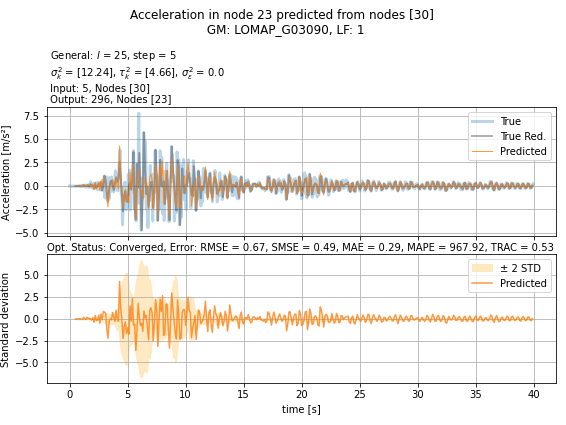 Acceleration in node 23 predicted from nodes [30]
GM: LOMAP_G03090, LF: 1
General: l = 25, step = 5
σ²ₖ = [12.24], τ²ₖ = [4.66], σ²ε = 0.0
Input: 5, Nodes [30]
Output: 296, Nodes [23]
Acceleration [m/s²]
7.5
5.0
2.5
0.0
−2.5
−5.0
True
True Red.
Predicted
Opt. Status: Converged, Error: RMSE = 0.67, SMSE = 0.49, MAE = 0.29, MAPE = 967.92, TRAC = 0.53
Standard deviation
5.0
2.5
0.0
−2.5
−5.0
± 2 STD
Predicted
0 5 10 15 20 25 30 35 40
time [s]